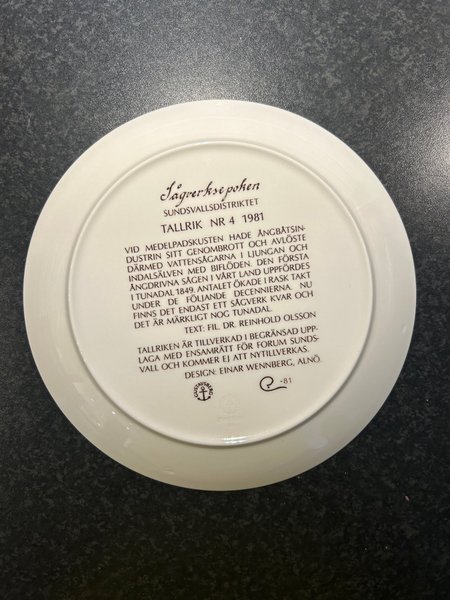 Sågverksepoken
SUNDSVALLSDISTRIKTET
TALLRIK NR 4 1981
VID MEDELPADSKUSTEN HADE ÅNGBÅTSIN-
DUSTRIN SITT GENOMBROTT OCH AVLÖSTE
DÄRMED VATTENSÅGARNA I LJUNGAN OCH
INDALSÄLVEN MED BIFLÖDEN. DEN FÖRSTA
ÅNGDRIVNA SÅGEN I VÅRT LAND UPPFÖRDES
I TUNADAL 1849. ANTALET ÖKADE I RASK TAKT
UNDER DE FÖLJANDE DECENNIERNA. NU
FINNS DET ENDAST ETT SÅGVERK KVAR OCH
DET ÄR MÄRKLIGT NOG TUNADAL.
TEXT: FIL. DR. REINHOLD OLSSON
TALLRIKEN ÄR TILLVERKAD I BEGRÄNSAD UPP-
LAGA MED ENSAMRÄTT FÖR FORUM SUNDS-
VALL OCH KOMMER EJ ATT NYTILLVERKAS.
DESIGN: EINAR WENNBERG, ALNÖ.
-81